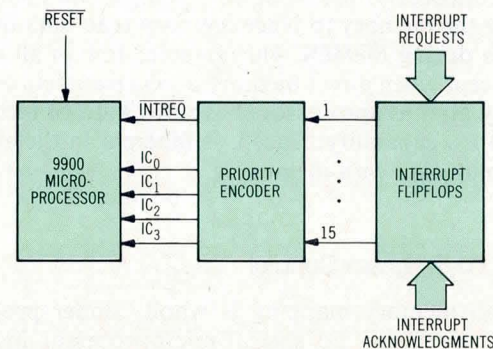 RESET
INTERRUPT
REQUESTS
INTREQ
IC0
IC1
IC2
IC3
9900
MICRO-
PROCESSOR
PRIORITY
ENCODER
1
15
INTERRUPT
FLIPFLOPS
INTERRUPT
ACKNOWLEDGMENTS